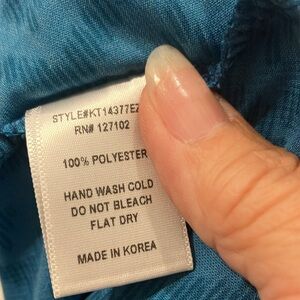 STYLE#KT14377EZ
RN# 127102
100% POLYESTER
HAND WASH COLD
DO NOT BLEACH
FLAT DRY
MADE IN KOREA